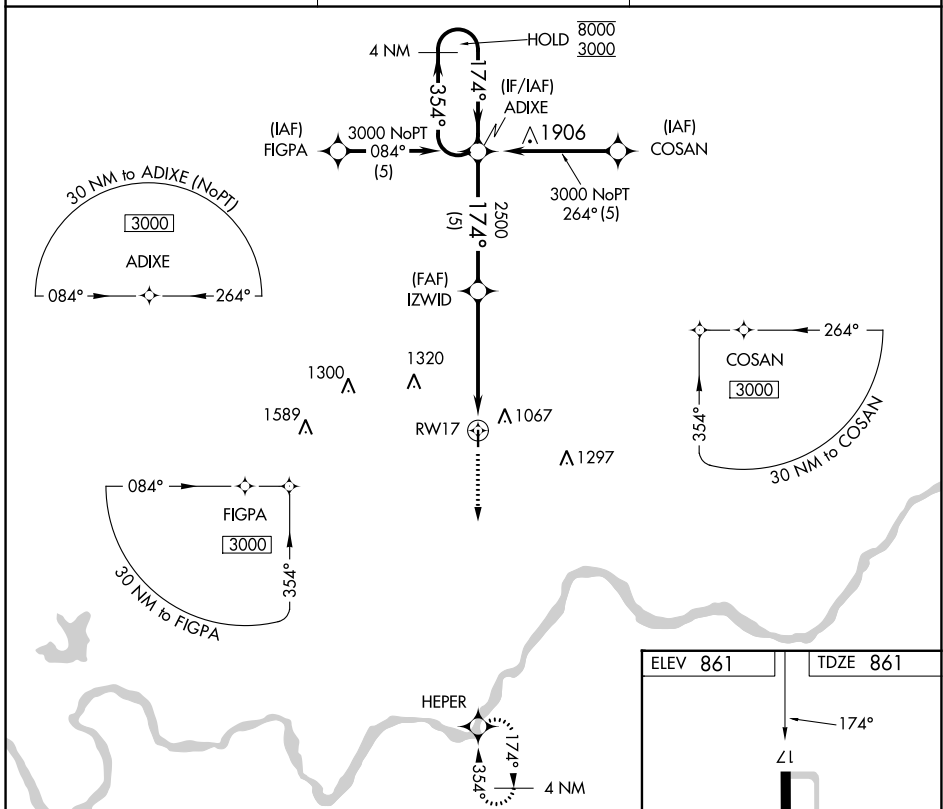 HOLD 8000
3000
4 NM
174°
354°
(IF/IAF)
ADIXE
(IAF)
FIGPA
3000 NoPT
084°
(5)
1906
(IAF)
COSAN
3000 NoPT
264° (5)
30 NM to ADIXE (NoPT)
3000
ADIXE
084°
264°
2500
174°
(5)
(FAF)
IZWID
264°
COSAN
3000
354°
30 NM to COSAN
1300
1320
1589
RW17
1067
1297
084°
FIGPA
3000
354°
30 NM to FIGPA
ELEV 861
TDZE 861
174°
17
HEPER
174°
354°
4 NM